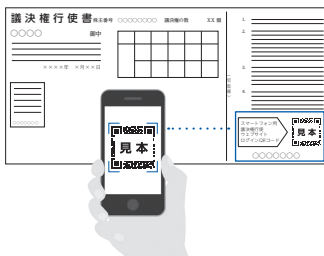 議決権行使書 株主番号 ○○○○○○○○ 議決権の数 XX 個
○○○○ 御中
××××年 ×月××日
○○○○○○○
1.
2.
3.
4.
スマートフォン用
議決権行使
ウェブサイト
ログインQRコード
見本
○○○○○○○
見本